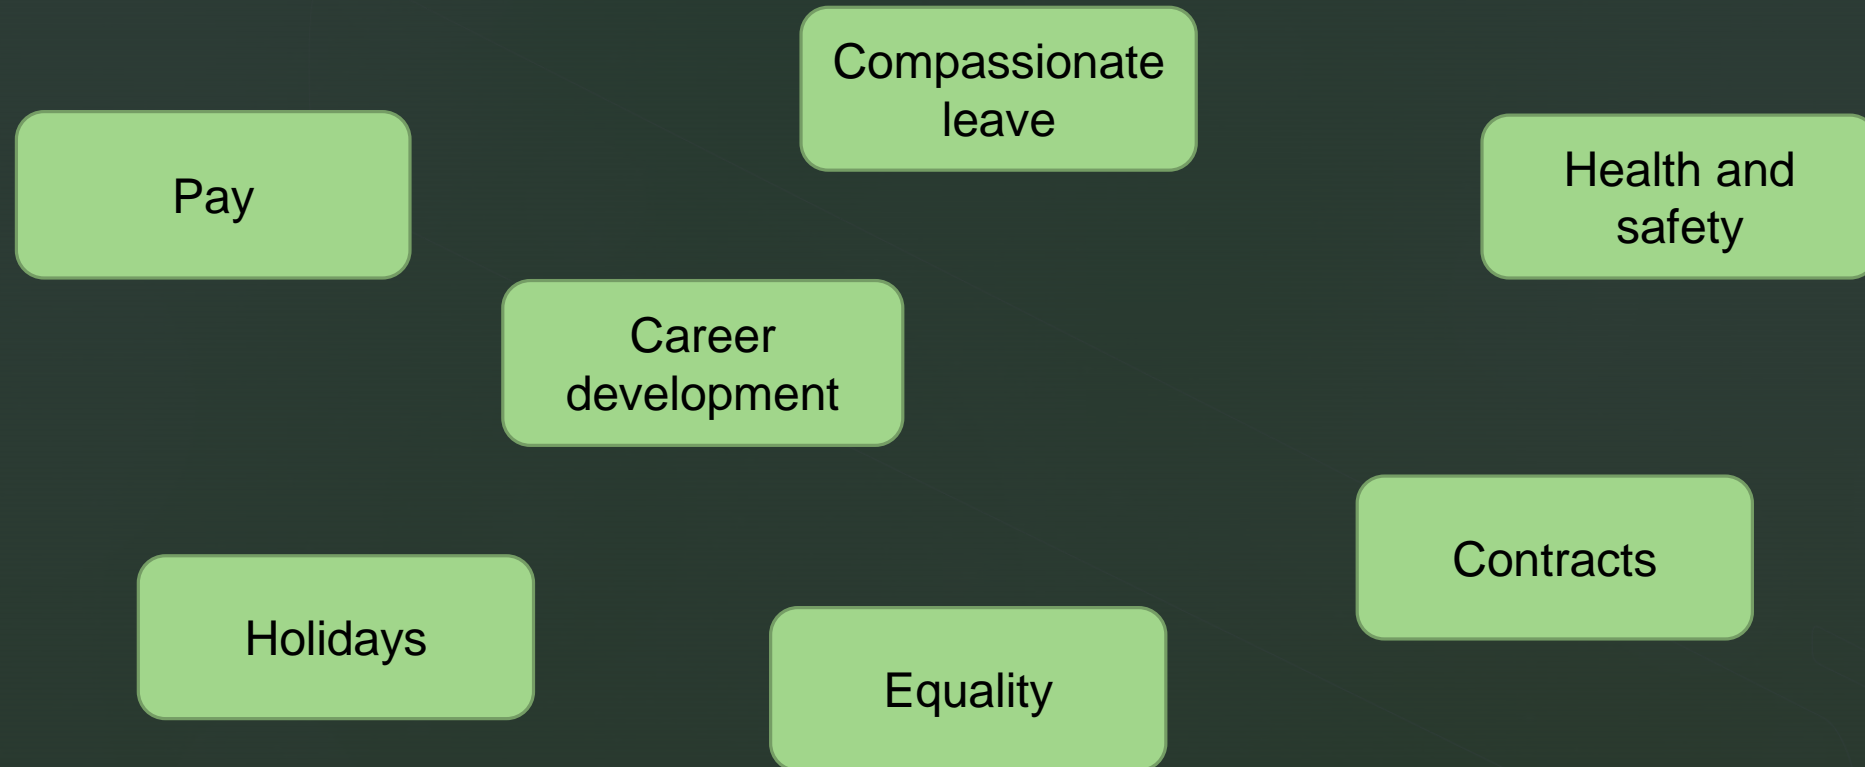 Compassionate
leave
Pay
Health and
safety
Career
development
Contracts
Holidays
Equality